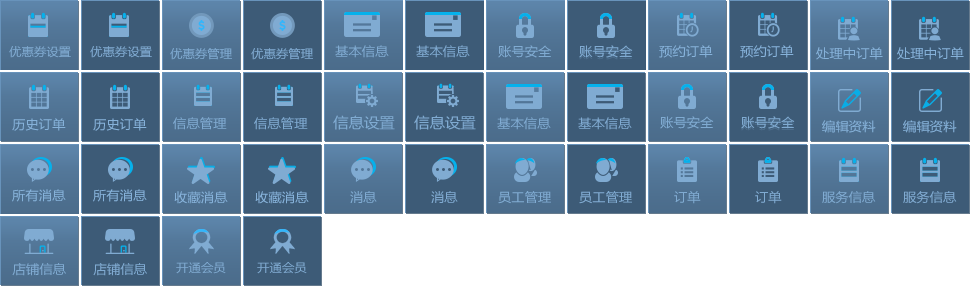 优惠券设置 优惠券设置 优惠券管理 优惠券管理 基本信息 基本信息 账号安全 账号安全 预约订单 预约订单 处理中订单 处理中订单
历史订单 历史订单 信息管理 信息管理 信息设置 信息设置 基本信息 基本信息 账号安全 账号安全 编辑资料 编辑资料
所有消息 所有消息 收藏消息 收藏消息 消息 消息 员工管理 员工管理 订单 订单 服务信息 服务信息
店铺信息 店铺信息 开通会员 开通会员